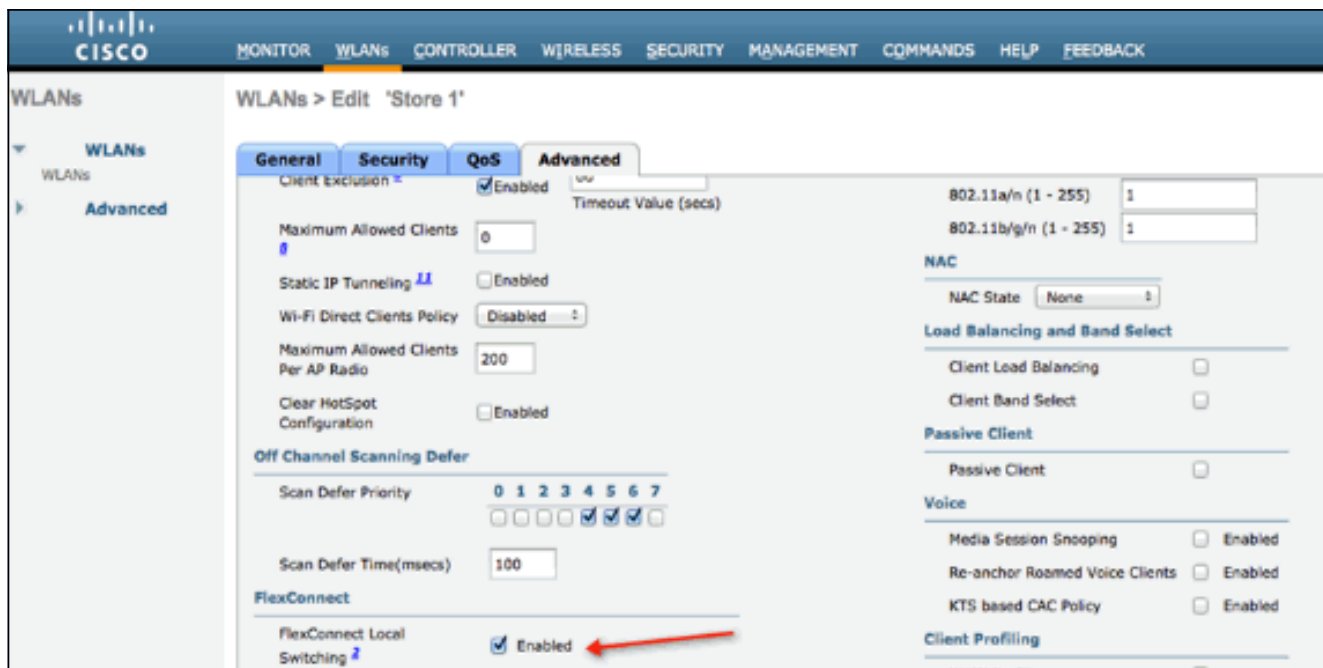 CISCO
MONITOR WLANs CONTROLLER WIRELESS SECURITY MANAGEMENT COMMANDS HELP FEEDBACK
WLANs
WLANs
WLANs
Advanced
WLANs > Edit 'Store 1'
General Security QoS Advanced
Client Exclusion
Enabled
Timeout Value (secs)
Maximum Allowed Clients
0
Static IP Tunneling 11
Enabled
Wi-Fi Direct Clients Policy
Disabled
Maximum Allowed Clients
Per AP Radio
200
Clear HotSpot
Configuration
Enabled
Off Channel Scanning Defer
Scan Defer Priority
0 1 2 3 4 5 6 7
Scan Defer Time(msecs)
100
FlexConnect
FlexConnect Local
Switching 2
Enabled
802.11a/n (1 - 255) 1
802.11b/g/n (1 - 255) 1
NAC
NAC State None
Load Balancing and Band Select
Client Load Balancing
Client Band Select
Passive Client
Passive Client
Voice
Media Session Snooping Enabled
Re-anchor Roamed Voice Clients Enabled
KTS based CAC Policy Enabled
Client Profiling